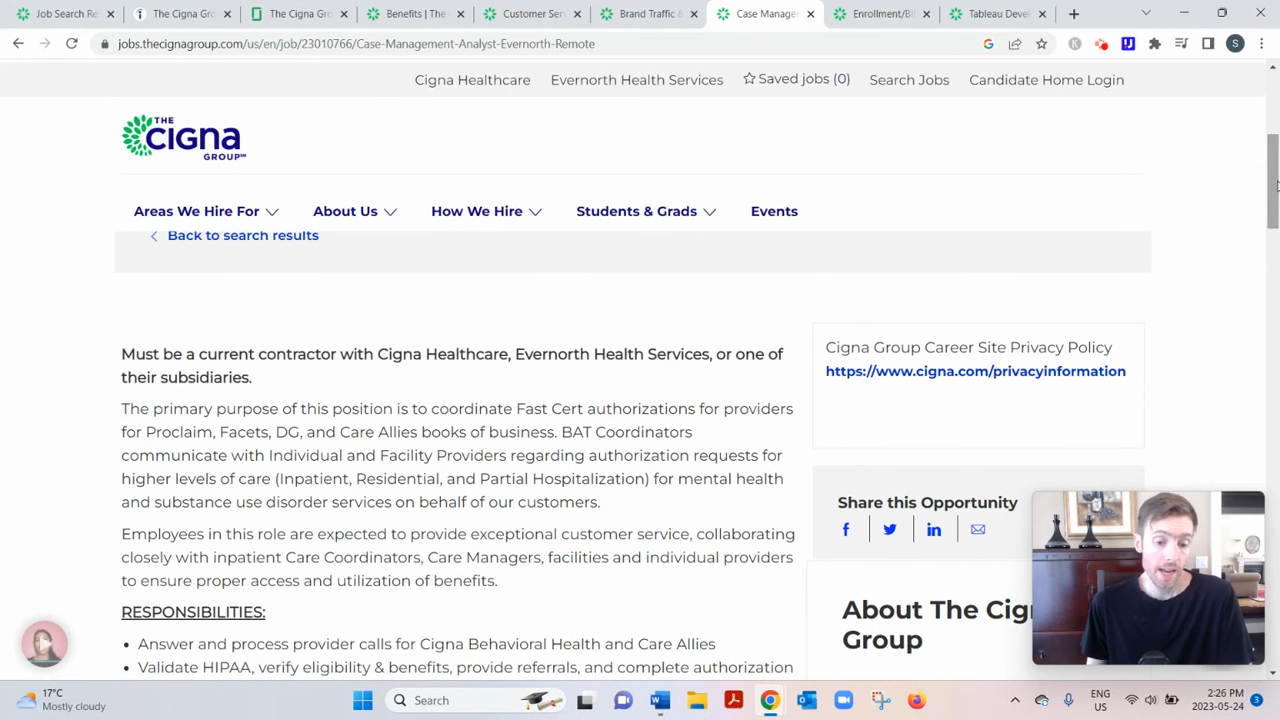 Job Search Re
The Cigna Gro
The Cigna Gro
Benefits | The
Customer Serv
Brand Traffic &
Case Manage
Enrollment/Bil
Tableau Devel
jobs.thecignagroup.com/us/en/job/23010766/Case-Management-Analyst-Evernorth-Remote
S
Cigna Healthcare
Evernorth Health Services
Saved jobs (0)
Search Jobs
Candidate Home Login
THE
cigna
GROUP
Areas We Hire For
About Us
How We Hire
Students & Grads
Events
Back to search results
Must be a current contractor with Cigna Healthcare, Evernorth Health Services, or one of
their subsidiaries.
The primary purpose of this position is to coordinate Fast Cert authorizations for providers
for Proclaim, Facets, DG, and Care Allies books of business. BAT Coordinators
communicate with Individual and Facility Providers regarding authorization requests for
higher levels of care (Inpatient, Residential, and Partial Hospitalization) for mental health
and substance use disorder services on behalf of our customers.
Employees in this role are expected to provide exceptional customer service, collaborating
closely with inpatient Care Coordinators, Care Managers, facilities and individual providers
to ensure proper access and utilization of benefits.
RESPONSIBILITIES:
• Answer and process provider calls for Cigna Behavioral Health and Care Allies
• Validate HIPAA, verify eligibility & benefits, provide referrals, and complete authorization
Cigna Group Career Site Privacy Policy
https://www.cigna.com/privacyinformation
Share this Opportunity
About The Cig
Group
17°C
Mostly cloudy
Search
ENG
US
2:26 PM
2023-05-24
3